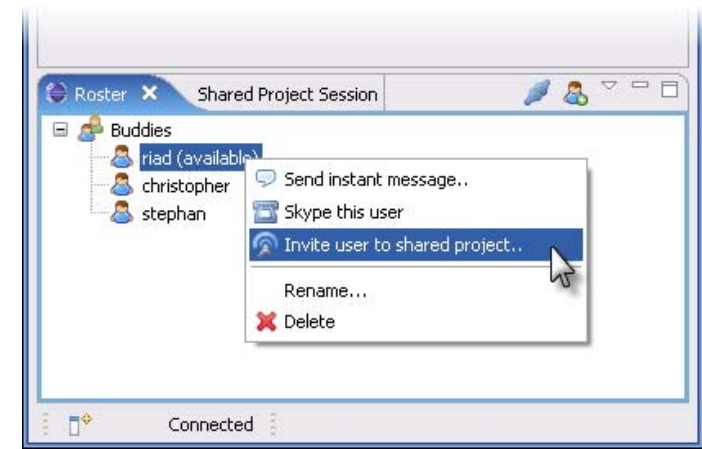 Roster
Shared Project Session
Buddies
riad (available)
christopher
stephan
Send instant message..
Skype this user
Invite user to shared project..
Rename...
Delete
Connected